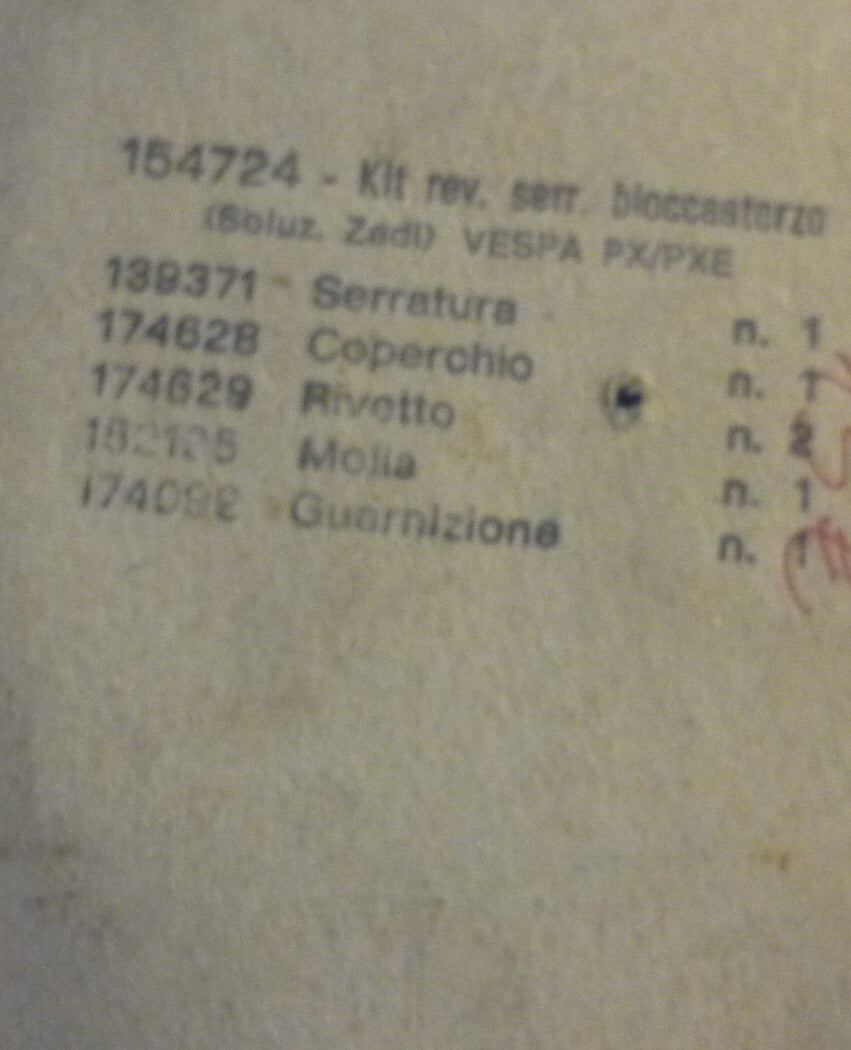 154724 - Kit rev. serr. bloccasterzo
(Soluz. Zadi) VESPA PX/PXE
139371 - Serratura n. 1
174628 Coperchio n. 1
174629 Rivetto n. 2
Molla n. 1
174092 Guarnizione n. 1